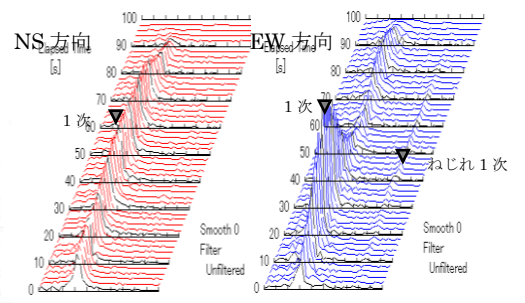 NS 方向
Elapsed Time
[s]
100
90
80
70
60
50
40
30
20
10
0
1 次
Smooth 0
Filter
Unfiltered
EW 方向
Elapsed Time
[s]
100
90
80
70
60
50
40
30
20
10
0
1 次
ねじれ 1 次
Smooth 0
Filter
Unfiltered